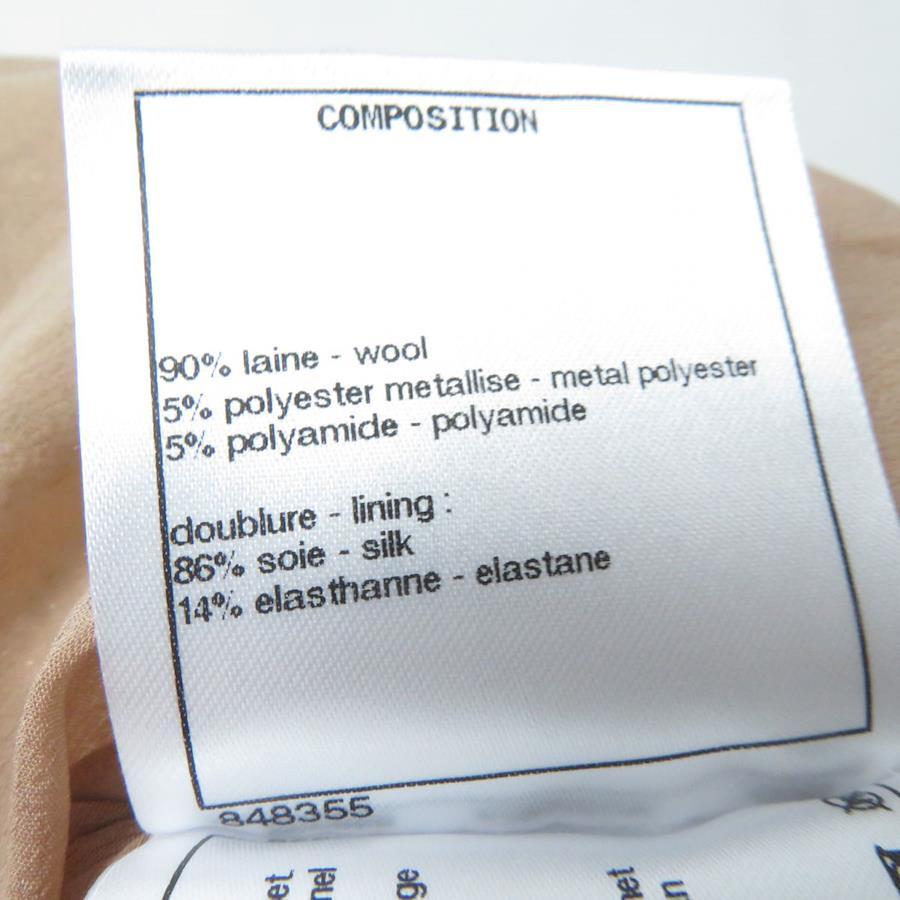 COMPOSITION
90% laine - wool
5% polyester metallise - metal polyester
5% polyamide - polyamide
doublure - lining :
86% soie - silk
14% elasthanne - elastane
848355